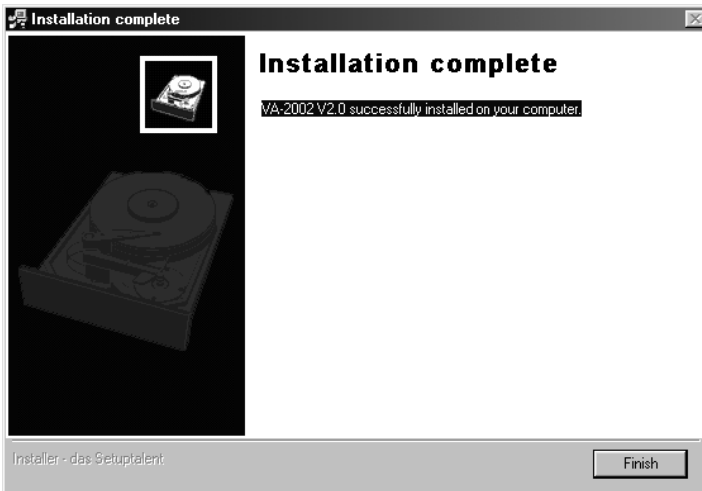 Installation complete
Installation complete
VA-2002 V2.0 successfully installed on your computer.
Installer - das Setuptalent
Finish